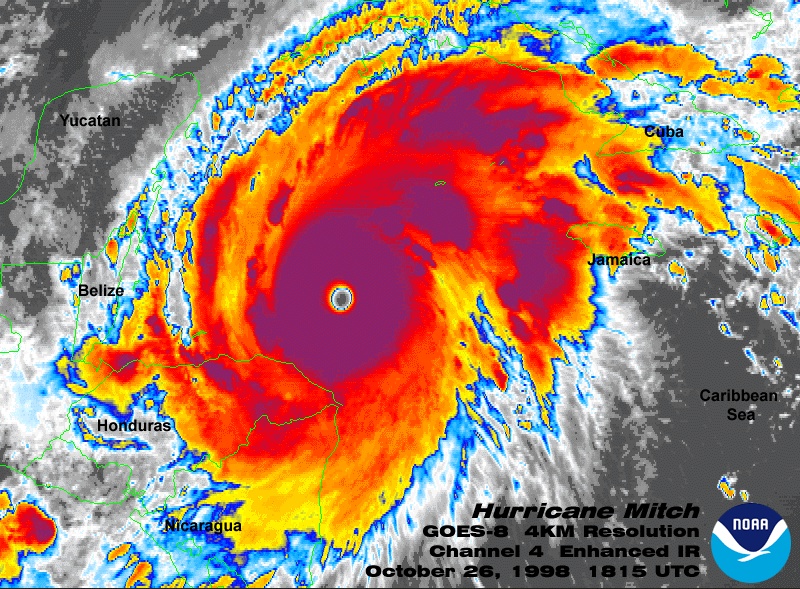 Yucatan
Cuba
Jamaica
Belize
Caribbean
Sea
Honduras
Nicaragua
Hurricane Mitch
GOES-8 4KM Resolution
Channel 4 Enhanced IR
October 26, 1998 1815 UTC
NOAA